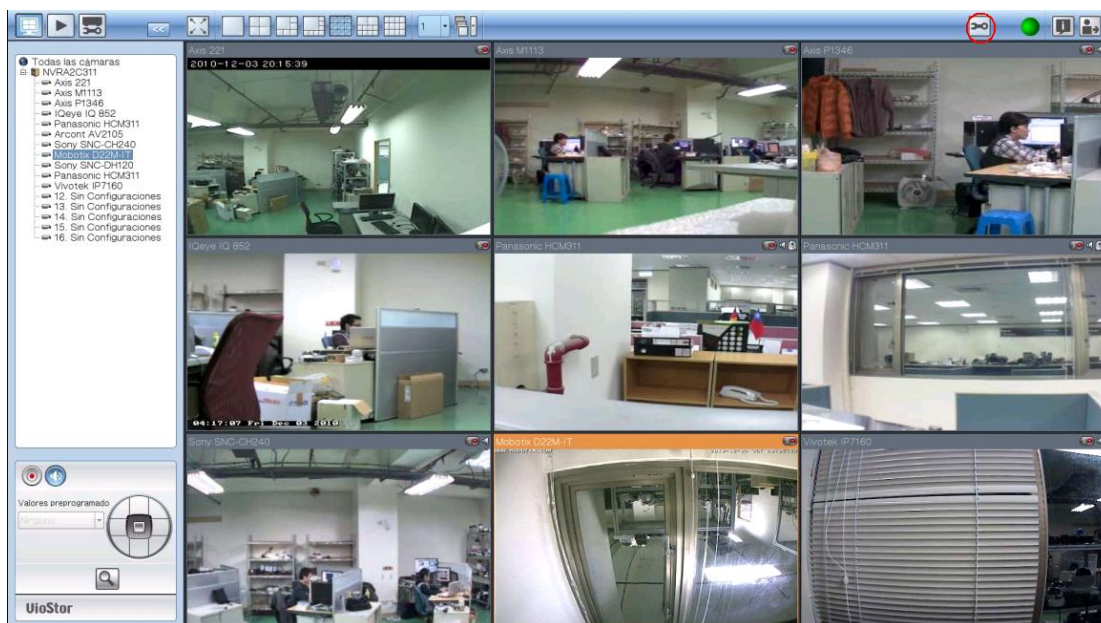 <<
1
Axis 221
Axis M1113
Axis P1346
2010-12-03 20:15:39
Todas las cámaras
NVRA2C311
Axis 221
Axis M1113
Axis P1346
IQeye IQ 852
Panasonic HCM311
Arcont AV2105
Sony SNC-CH240
Mobotix D22M-IT
Sony SNC-DH120
Panasonic HCM311
Vivotek IP7160
12. Sin Configuraciones
13. Sin Configuraciones
14. Sin Configuraciones
15. Sin Configuraciones
16. Sin Configuraciones
IQeye IQ 852
Panasonic HCM311
Panasonic HCM311
04:17:07 Fri Dec 03 2010
Sony SNC-CH240
Mobotix D22M-IT
Vivotek IP7160
Valores preprogramado
Ninguno
VioStor